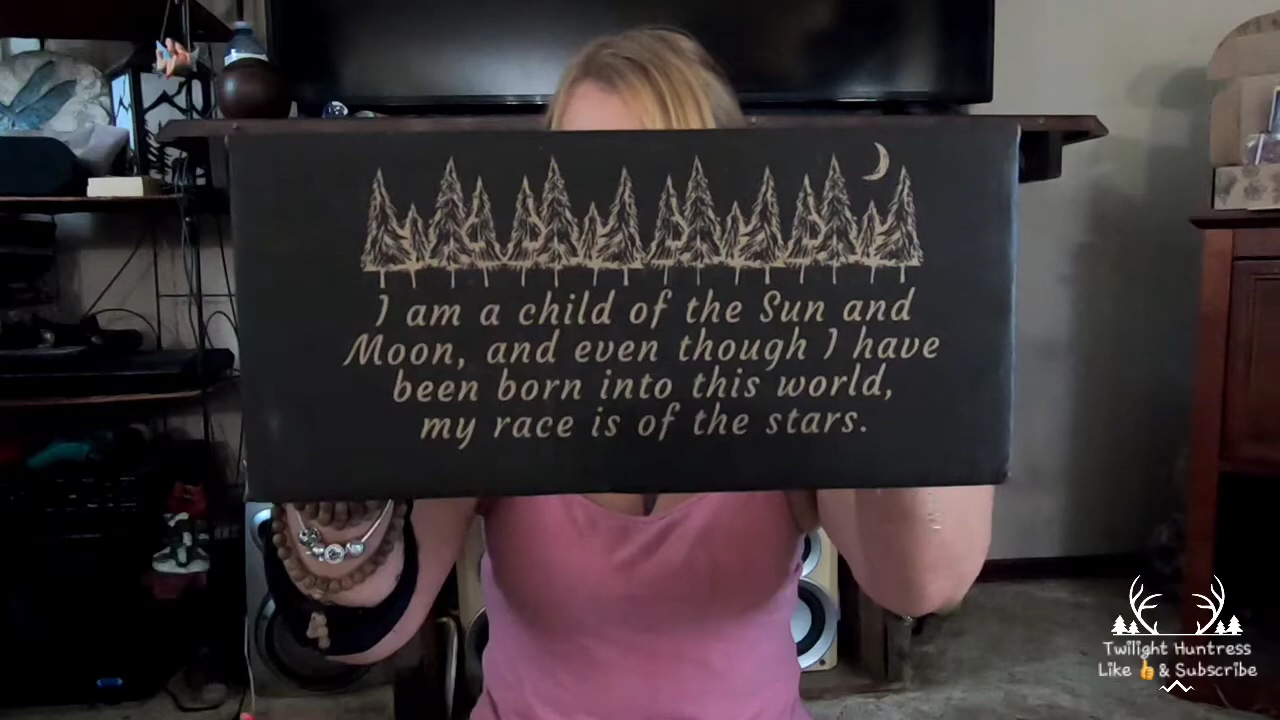 I am a child of the Sun and
Moon, and even though I have
been born into this world,
my race is of the stars.
Twilight Huntress
Like 👍 & Subscribe